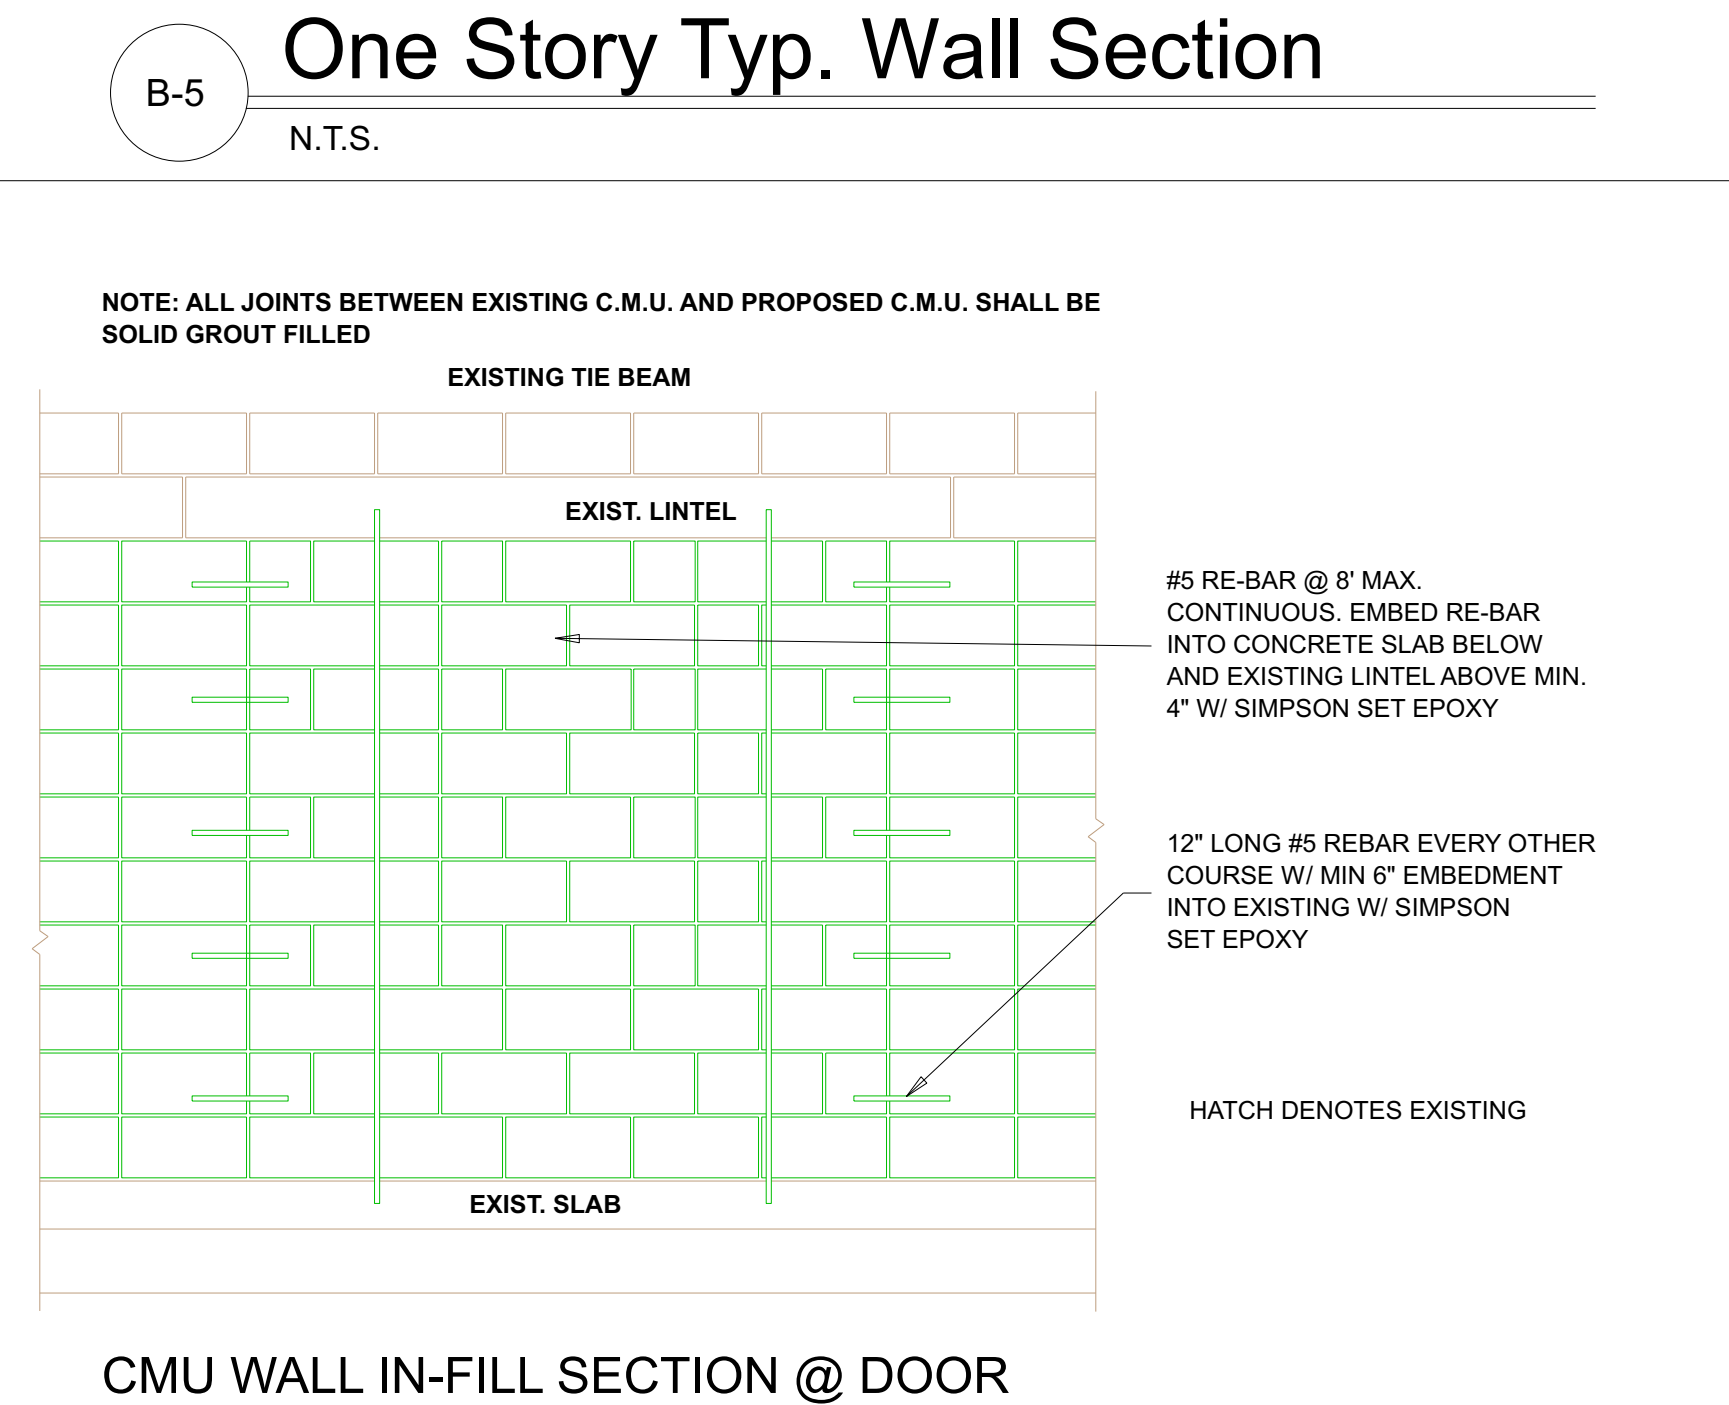 One Story Typ. Wall Section
B-5
N.T.S.
NOTE: ALL JOINTS BETWEEN EXISTING C.M.U. AND PROPOSED C.M.U. SHALL BE
SOLID GROUT FILLED
EXISTING TIE BEAM
EXIST. LINTEL
#5 RE-BAR @ 8' MAX.
CONTINUOUS. EMBED RE-BAR
INTO CONCRETE SLAB BELOW
AND EXISTING LINTEL ABOVE MIN.
4" W/ SIMPSON SET EPOXY
12" LONG #5 REBAR EVERY OTHER
COURSE W/ MIN 6" EMBEDMENT
INTO EXISTING W/ SIMPSON
SET EPOXY
HATCH DENOTES EXISTING
EXIST. SLAB
CMU WALL IN-FILL SECTION @ DOOR